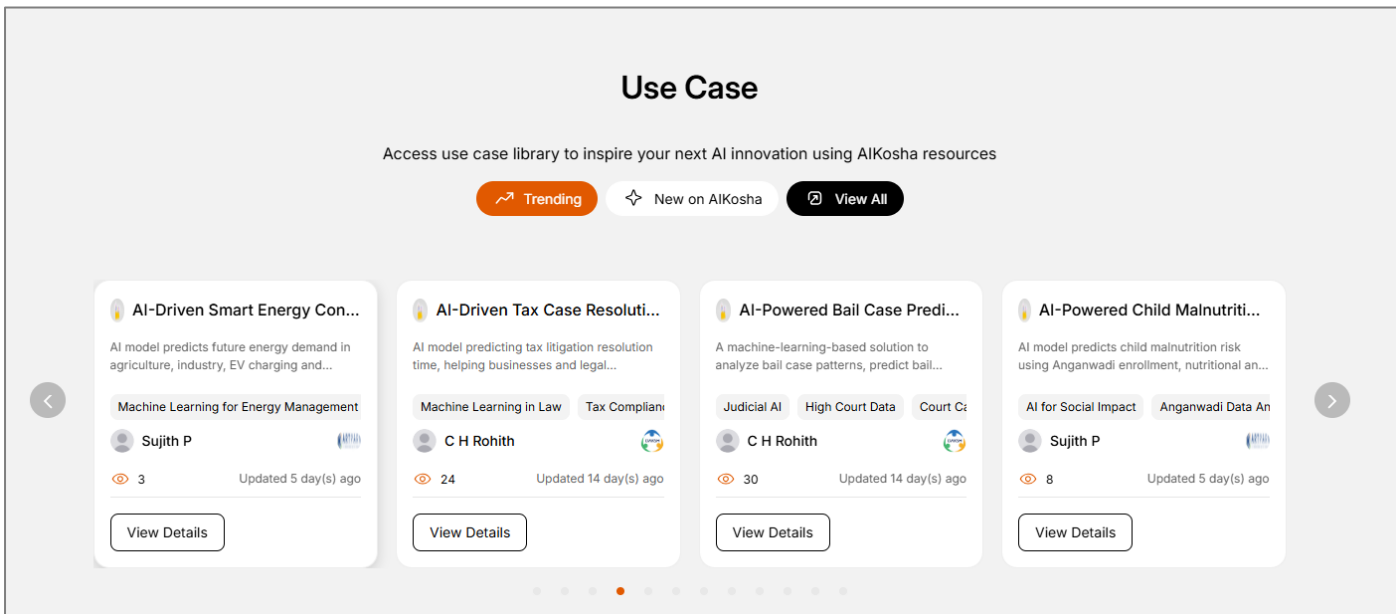 Use Case
Access use case library to inspire your next AI innovation using AIKosha resources
Trending
New on AIKosha
View All
AI-Driven Smart Energy Con...
AI model predicts future energy demand in
agriculture, industry, EV charging and...
Machine Learning for Energy Management
Sujith P
3
Updated 5 day(s) ago
View Details
AI-Driven Tax Case Resoluti...
AI model predicting tax litigation resolution
time, helping businesses and legal...
Machine Learning in Law Tax Complian
C H Rohith
24
Updated 14 day(s) ago
View Details
AI-Powered Bail Case Predi...
A machine-learning-based solution to
analyze bail case patterns, predict bail...
Judicial AI High Court Data Court Ca
C H Rohith
30
Updated 14 day(s) ago
View Details
AI-Powered Child Malnutriti...
AI model predicts child malnutrition risk
using Anganwadi enrollment, nutritional an...
AI for Social Impact Anganwadi Data An
Sujith P
8
Updated 5 day(s) ago
View Details